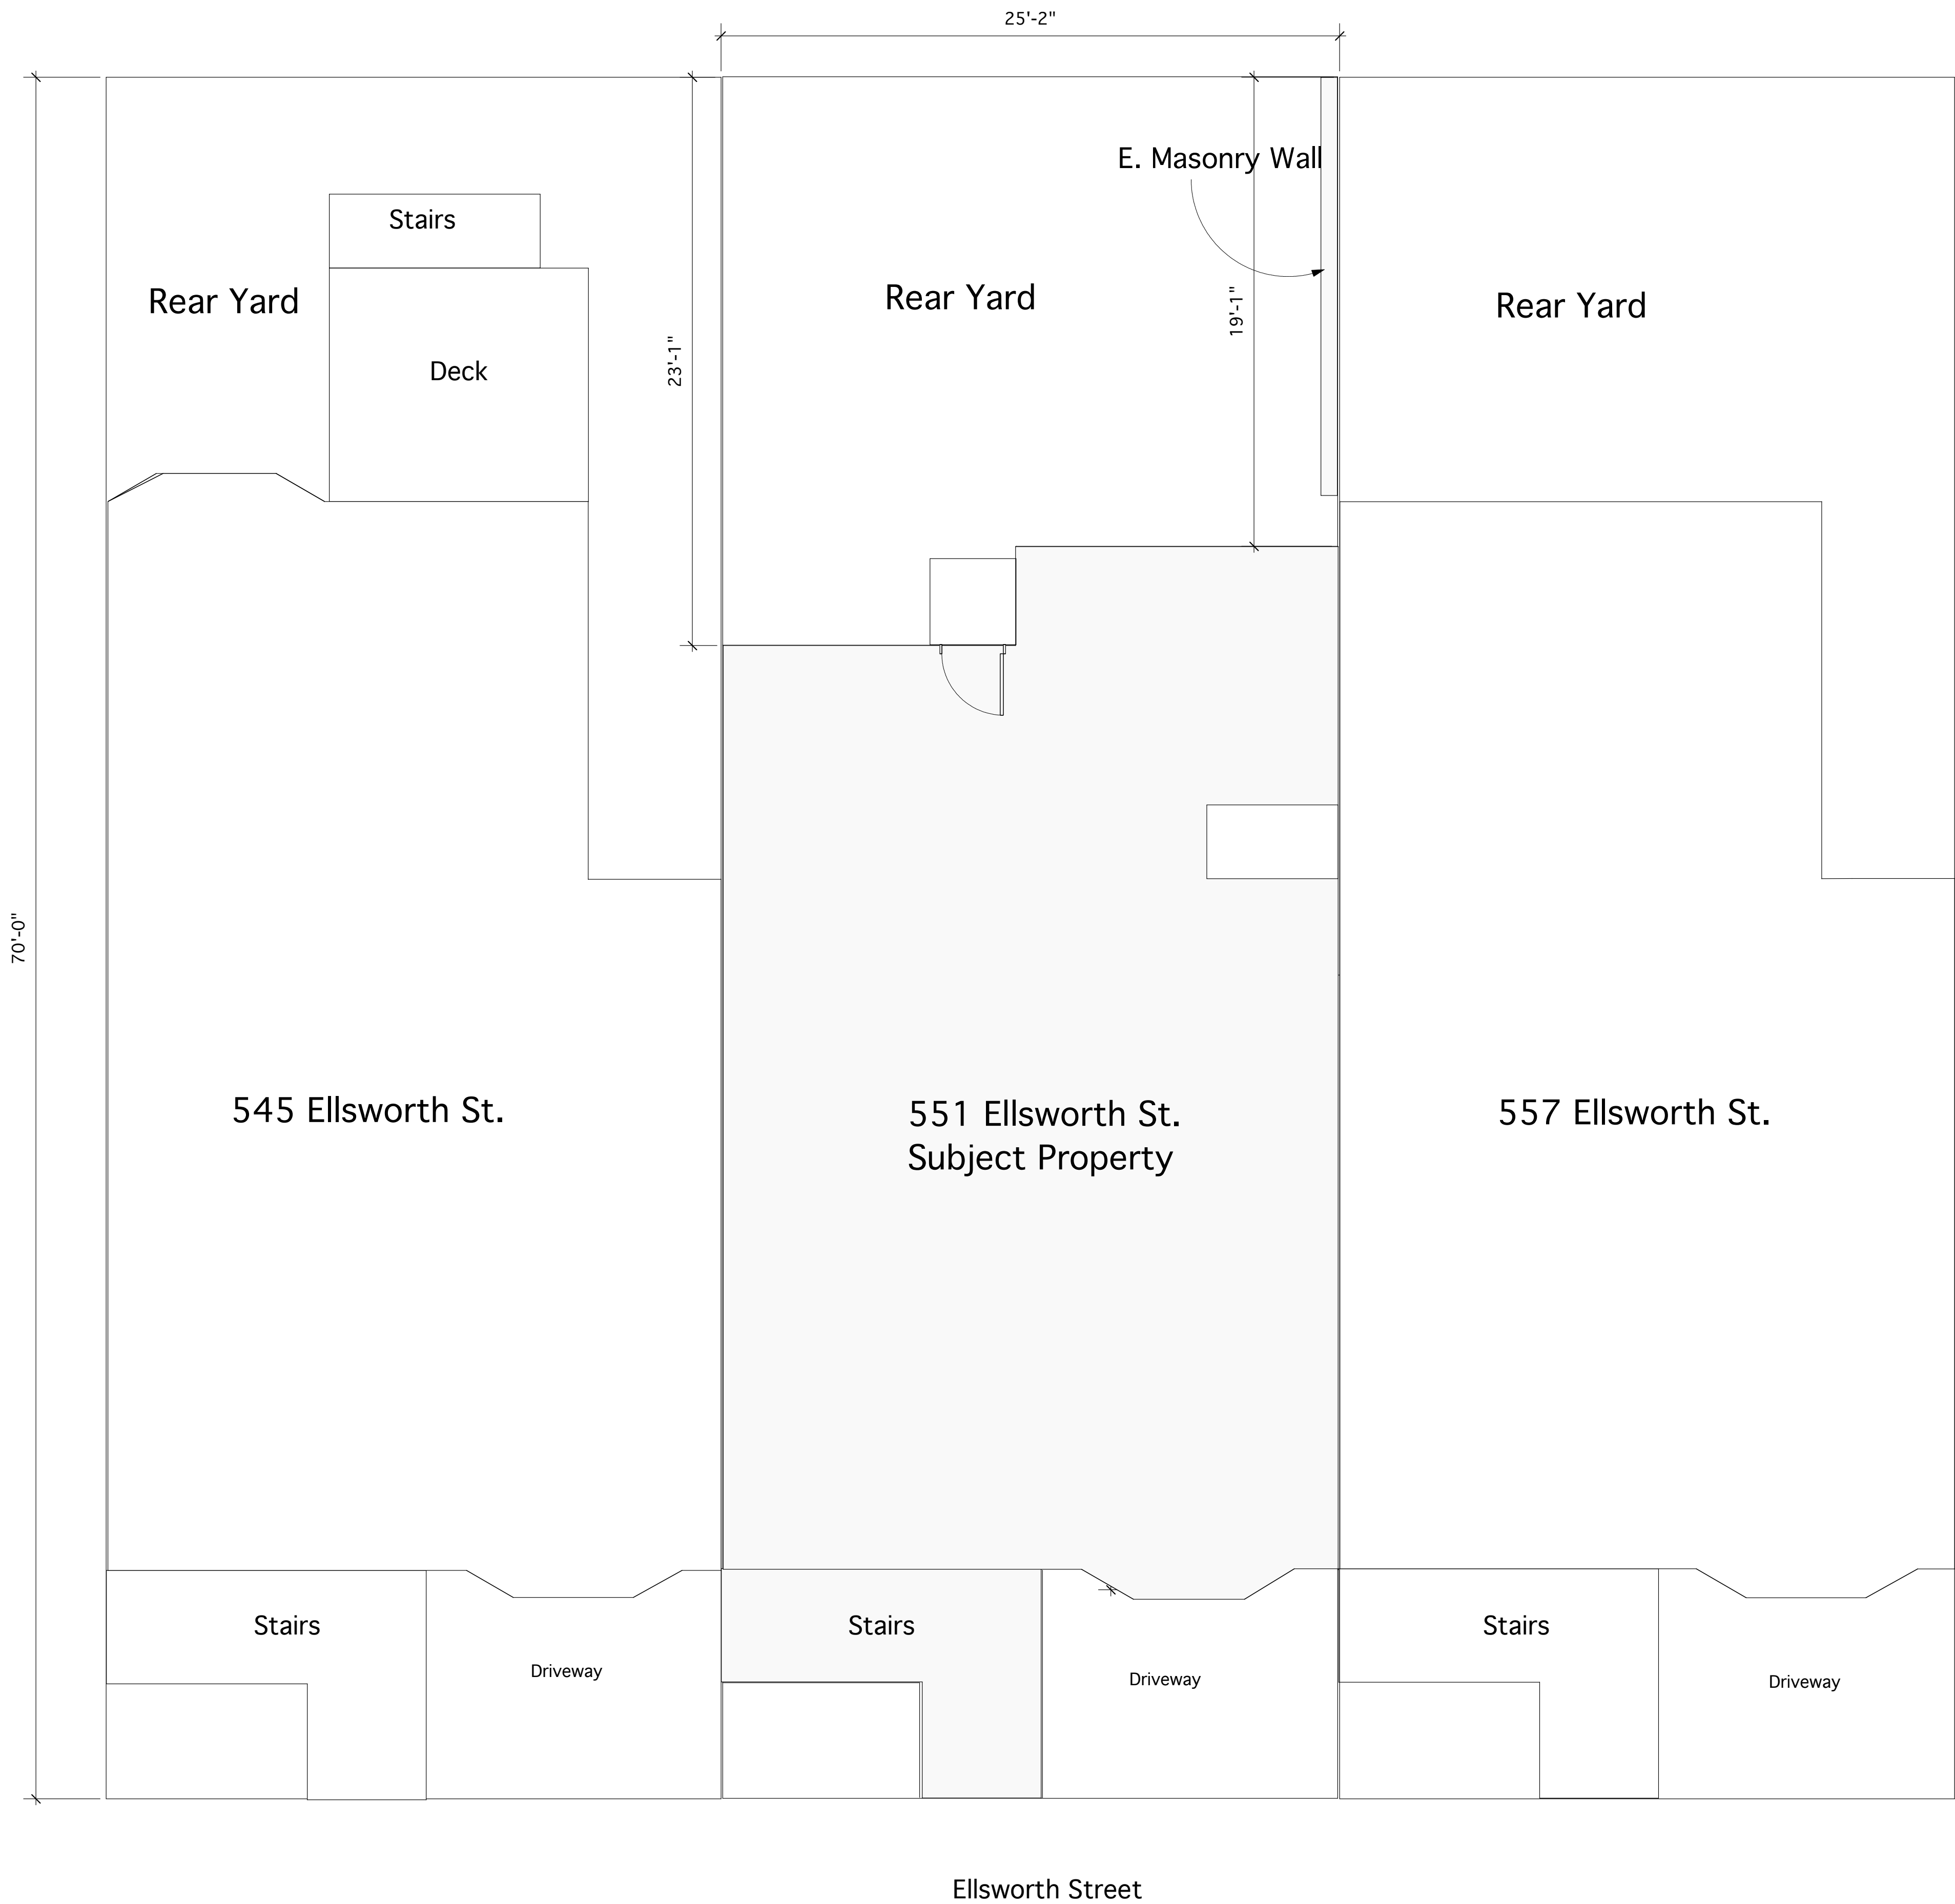 25'-2"
E. Masonry Wall
Stairs
Rear Yard
Rear Yard
Rear Yard
19'-1"
23'-1"
Deck
70'-0"
545 Ellsworth St.
551 Ellsworth St.
Subject Property
557 Ellsworth St.
Stairs
Stairs
Stairs
Driveway
Driveway
Driveway
Ellsworth Street